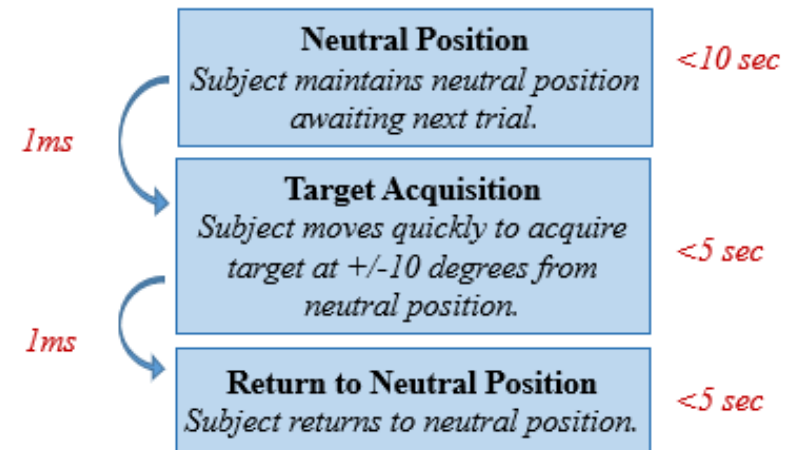 Neutral Position
<10 sec
Subject maintains neutral position
awaiting next trial.
1ms
Target Acquisition
Subject moves quickly to acquire
<5 sec
target at +/-10 degrees from
neutral position.
1ms
Return to Neutral Position
<5 sec
Subject returns to neutral position.